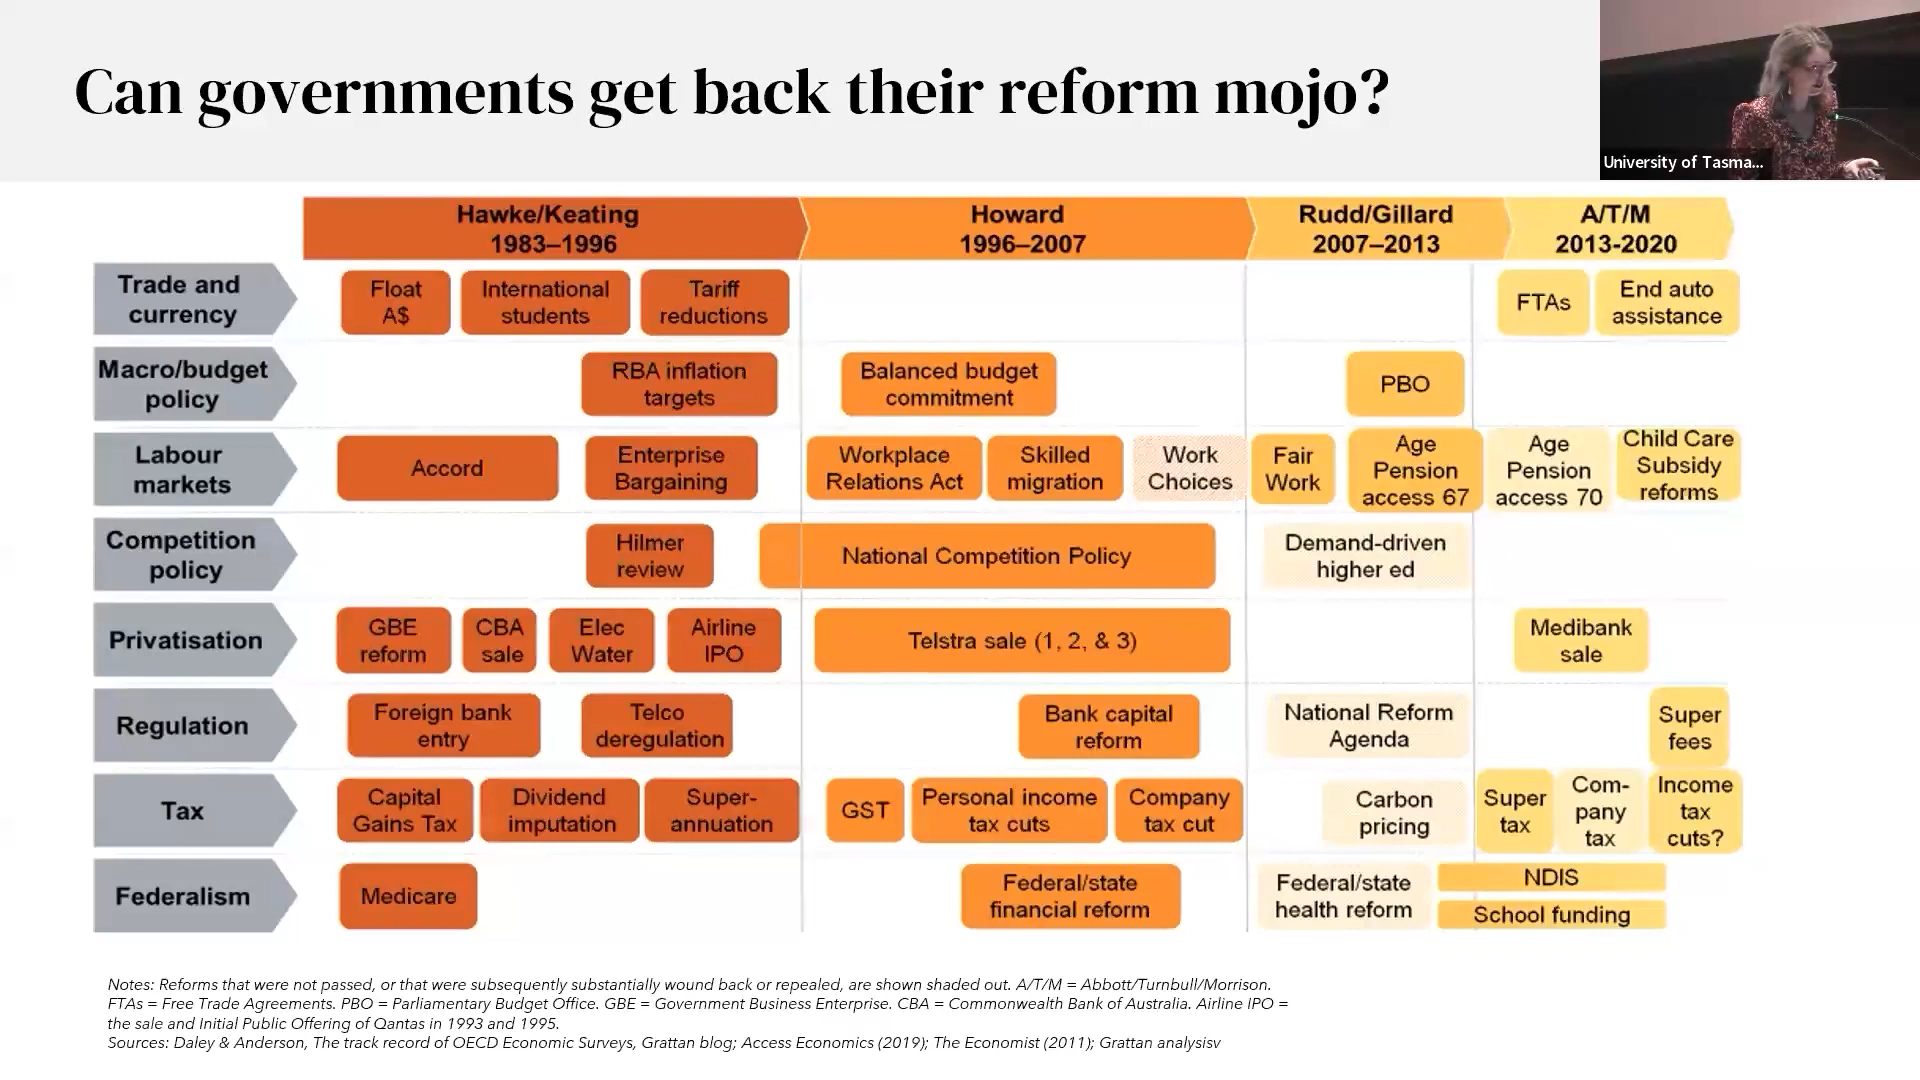 Can governments get back their reform mojo?
University of Tasma...
Hawke/Keating
1983–1996
Howard
1996–2007
Rudd/Gillard
2007–2013
A/T/M
2013-2020
Trade and
currency
Float
A$
International
students
Tariff
reductions
FTAs
End auto
assistance
Macro/budget
policy
RBA inflation
targets
Balanced budget
commitment
PBO
Labour
markets
Accord
Enterprise
Bargaining
Workplace
Relations Act
Skilled
migration
Work
Choices
Fair
Work
Age
Pension
access 67
Age
Pension
access 70
Child Care
Subsidy
reforms
Competition
policy
Hilmer
review
National Competition Policy
Demand-driven
higher ed
Privatisation
GBE
reform
CBA
sale
Elec
Water
Airline
IPO
Telstra sale (1, 2, & 3)
Medibank
sale
Regulation
Foreign bank
entry
Telco
deregulation
Bank capital
reform
National Reform
Agenda
Super
fees
Tax
Capital
Gains Tax
Dividend
imputation
Super-
annuation
GST
Personal income
tax cuts
Company
tax cut
Carbon
pricing
Super
tax
Com-
pany
tax
Income
tax
cuts?
Federalism
Medicare
Federal/state
financial reform
Federal/state
health reform
NDIS
School funding
Notes: Reforms that were not passed, or that were subsequently substantially wound back or repealed, are shown shaded out. A/T/M = Abbott/Turnbull/Morrison.
FTAs = Free Trade Agreements. PBO = Parliamentary Budget Office. GBE = Government Business Enterprise. CBA = Commonwealth Bank of Australia. Airline IPO =
the sale and Initial Public Offering of Qantas in 1993 and 1995.
Sources: Daley & Anderson, The track record of OECD Economic Surveys, Grattan blog; Access Economics (2019); The Economist (2011); Grattan analysisv